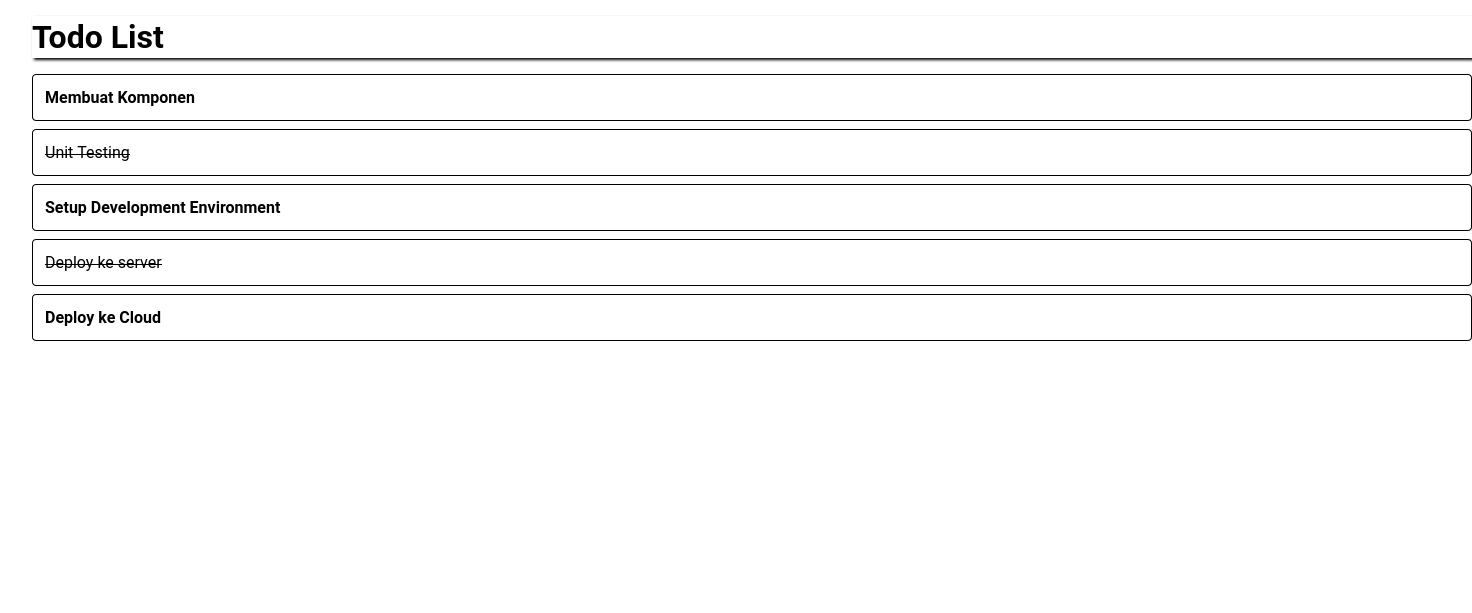 Todo List
Membuat Komponen
Unit Testing
Setup Development Environment
Deploy ke server
Deploy ke Cloud